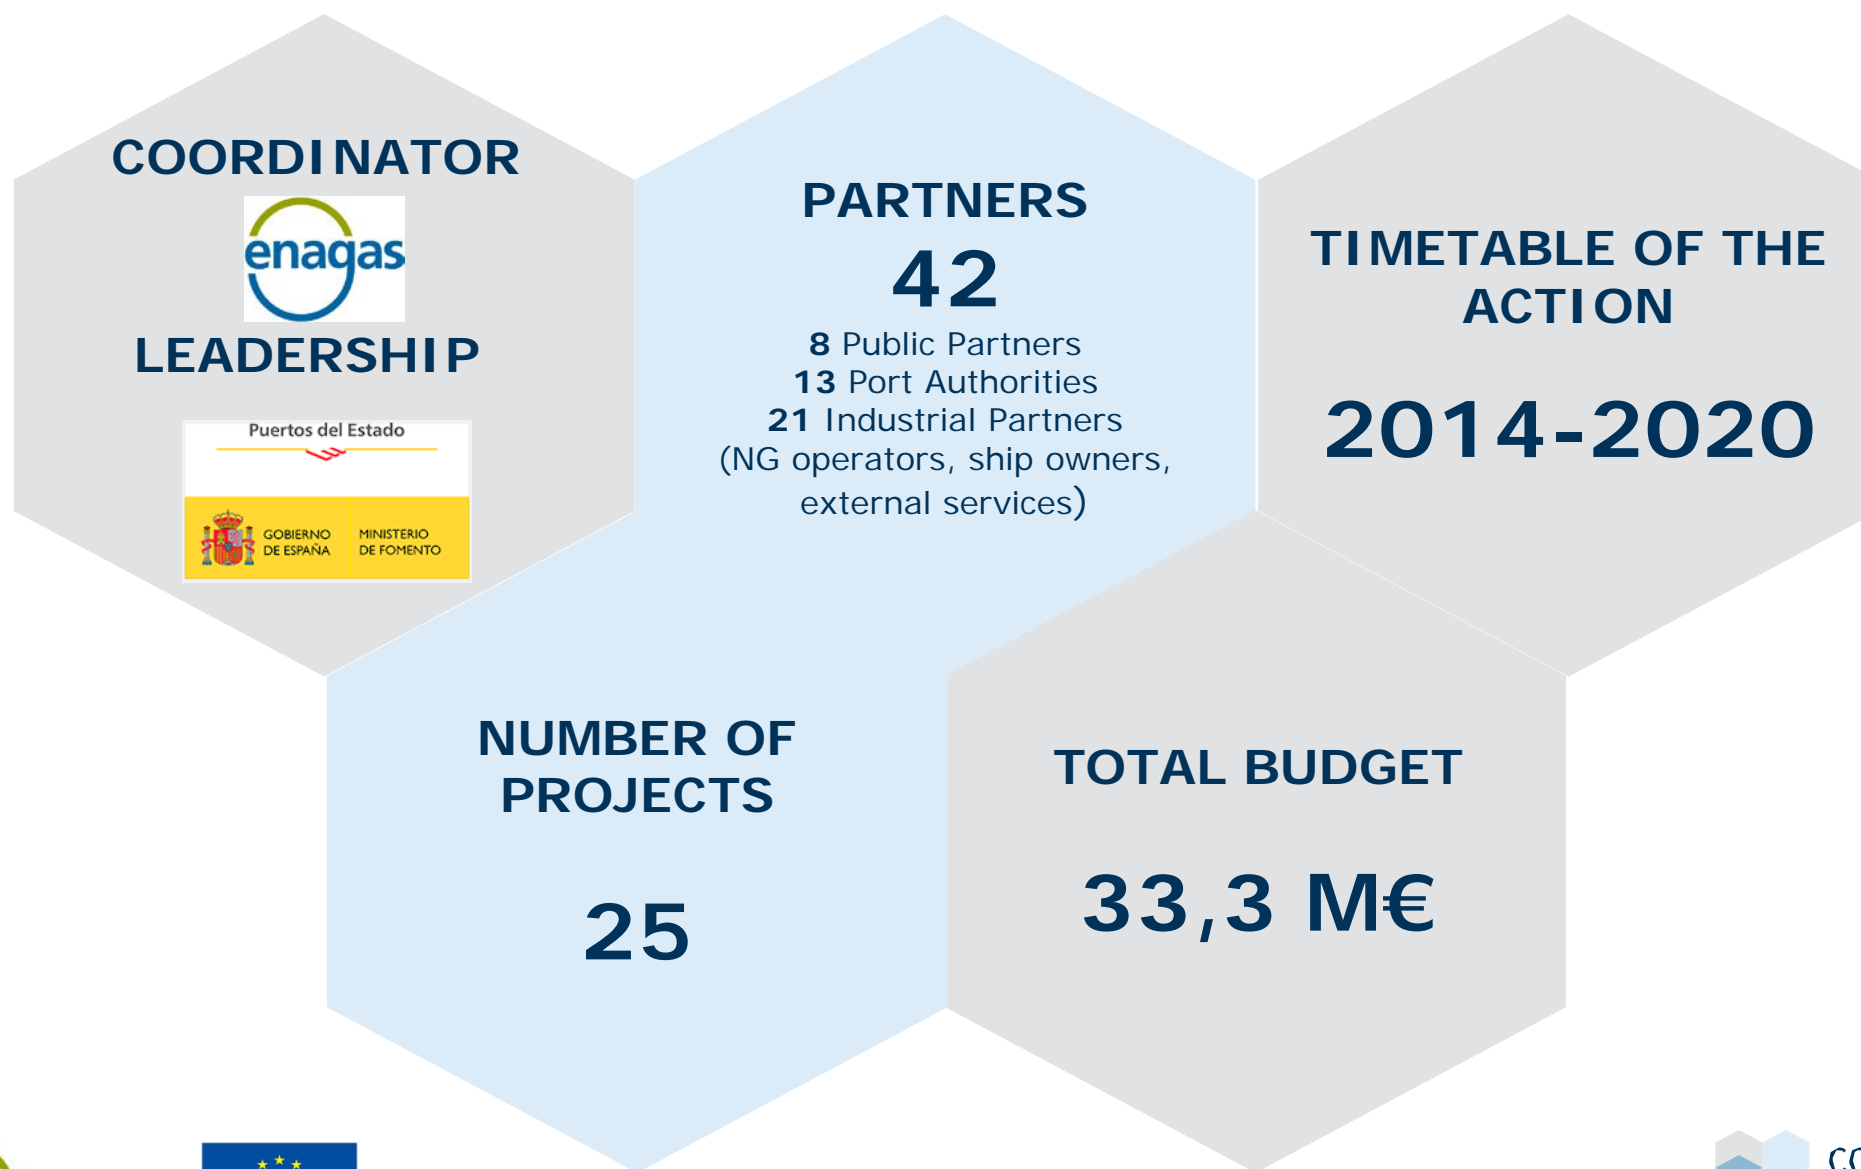 COORDINATOR
enagas
LEADERSHIP
Puertos del Estado
GOBIERNO
DE ESPAÑA
MINISTERIO
DE FOMENTO
PARTNERS
42
8 Public Partners
13 Port Authorities
21 Industrial Partners
(NG operators, ship owners,
external services)
TIMETABLE OF THE
ACTION
2014-2020
NUMBER OF
PROJECTS
25
TOTAL BUDGET
33,3 M€